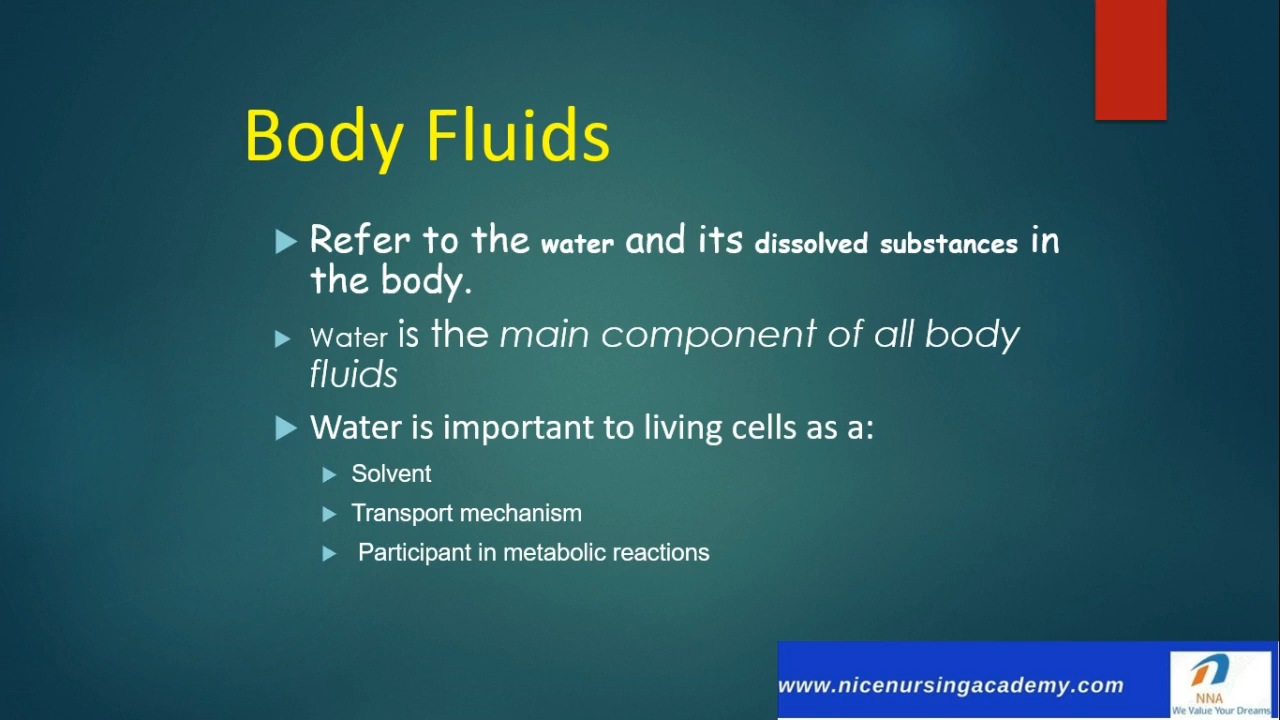 Body Fluids
Refer to the water and its dissolved substances in
the body.
Water is the main component of all body
fluids
Water is important to living cells as a:
Solvent
Transport mechanism
Participant in metabolic reactions
www.nicenursingacademy.com
NNA
We Value Your Dreams